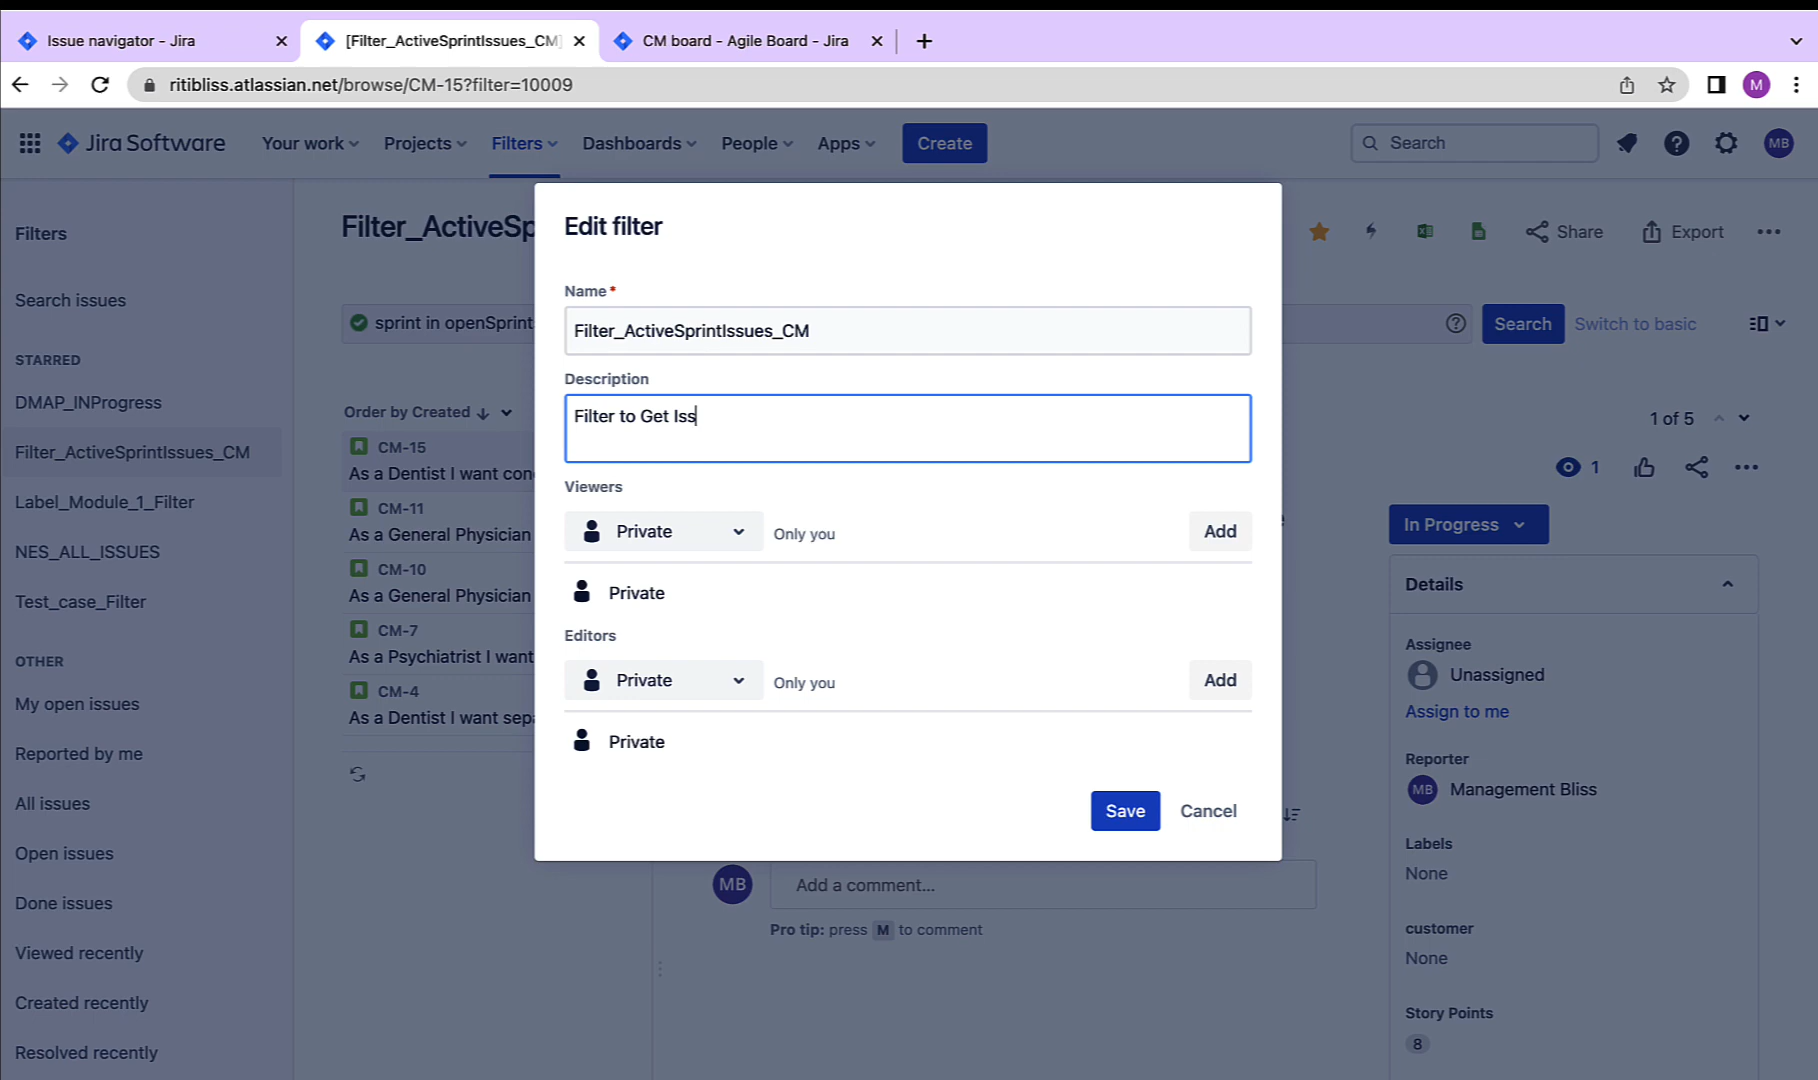 Issue navigator - Jira
[Filter_ActiveSprintIssues_CM]
CM board - Agile Board - Jira
ritibliss.atlassian.net/browse/CM-15?filter=10009
M
Jira Software
Your work
Projects
Filters
Dashboards
People
Apps
Create
Search
MB
Filters
Search issues
STARRED
DMAP_INProgress
Filter_ActiveSprintIssues_CM
Label_Module_1_Filter
NES_ALL_ISSUES
Test_case_Filter
OTHER
My open issues
Reported by me
All issues
Open issues
Done issues
Viewed recently
Created recently
Resolved recently
Filter_ActiveSp
Share
Export
sprint in openSprint
Search
Switch to basic
Order by Created
CM-15
As a Dentist I want con
CM-11
As a General Physician
CM-10
As a General Physician
CM-7
As a Psychiatrist I want
CM-4
As a Dentist I want sepa
Edit filter
Name *
Filter_ActiveSprintIssues_CM
Description
Filter to Get Iss
Viewers
Private
Only you
Add
Private
Editors
Private
Only you
Add
Private
Save
Cancel
MB
Add a comment...
Pro tip: press M to comment
1 of 5
1
In Progress
Details
Assignee
Unassigned
Assign to me
Reporter
MB Management Bliss
Labels
None
customer
None
Story Points
8